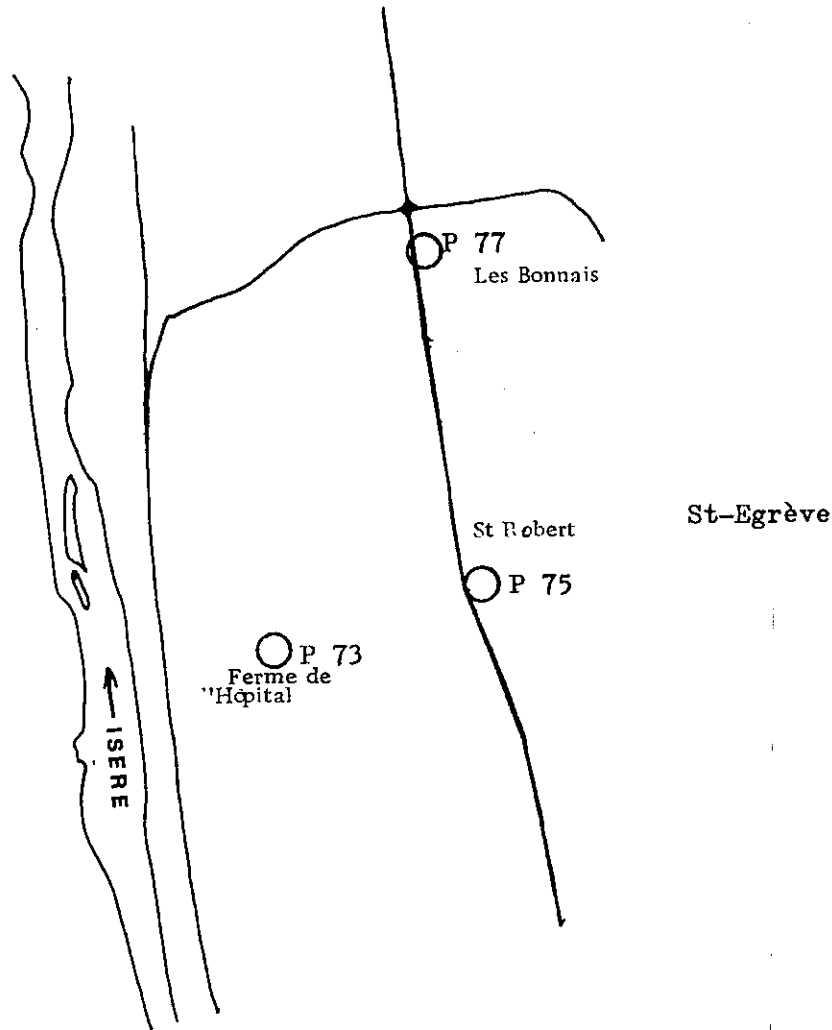 P 77
Les Bonnais
St-Egrève
St Robert
P 75
P 73
Ferme de
"Hôpital
← ISERE